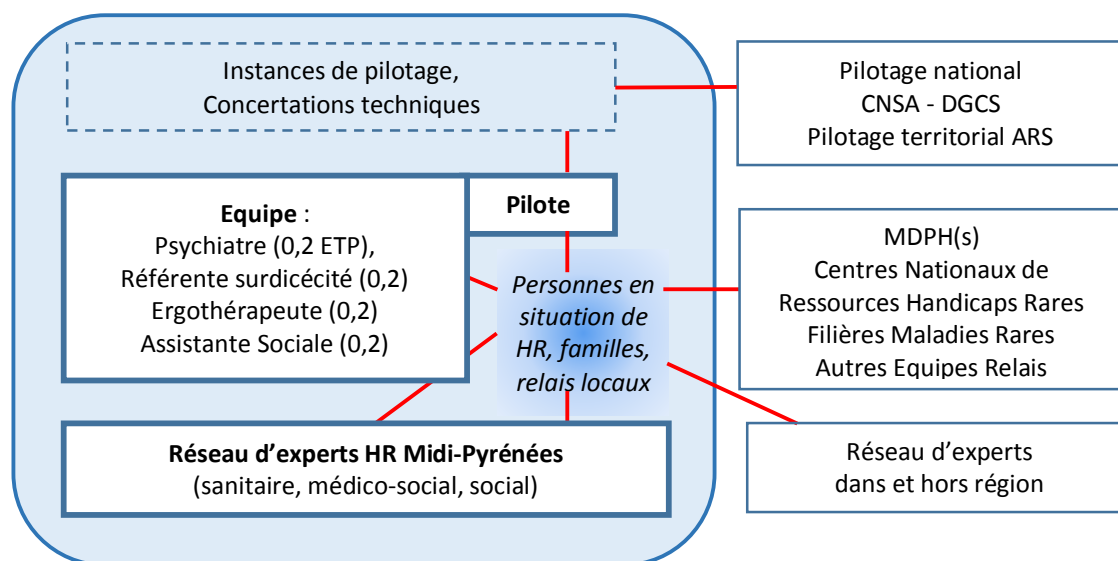 Instances de pilotage,
Concertations techniques
Pilotage national
CNSA - DGCS
Pilotage territorial ARS
Equipe :
Psychiatre (0,2 ETP),
Référente surdicécité (0,2)
Ergothérapeute (0,2)
Assistante Sociale (0,2)
Pilote
Personnes en
situation de
HR, familles,
relais locaux
MDPH(s)
Centres Nationaux de
Ressources Handicaps Rares
Filières Maladies Rares
Autres Equipes Relais
Réseau d’experts HR Midi-Pyrénées
(sanitaire, médico-social, social)
Réseau d’experts
dans et hors région